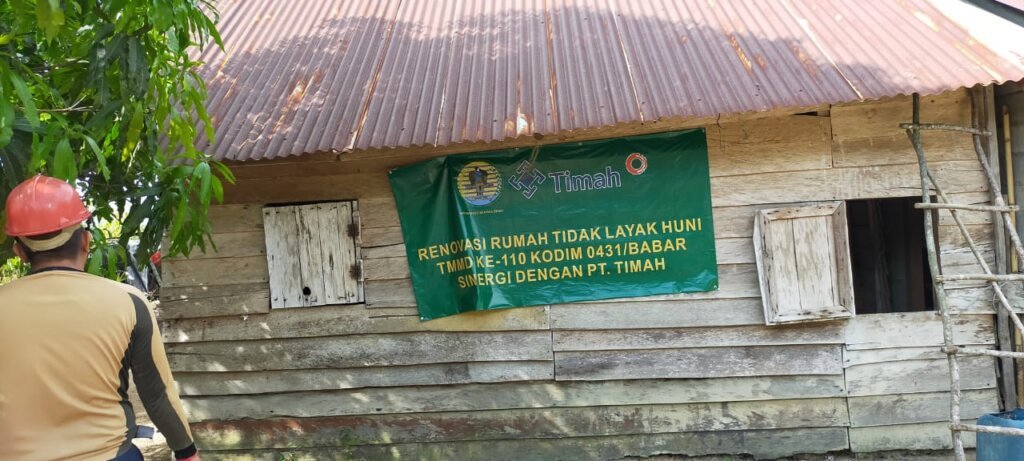 Timah
RENOVASI RUMAH TIDAK LAYAK HUNI
TMMD KE-110 KODIM 0431/BABAR
SINERGI DENGAN PT. TIMAH